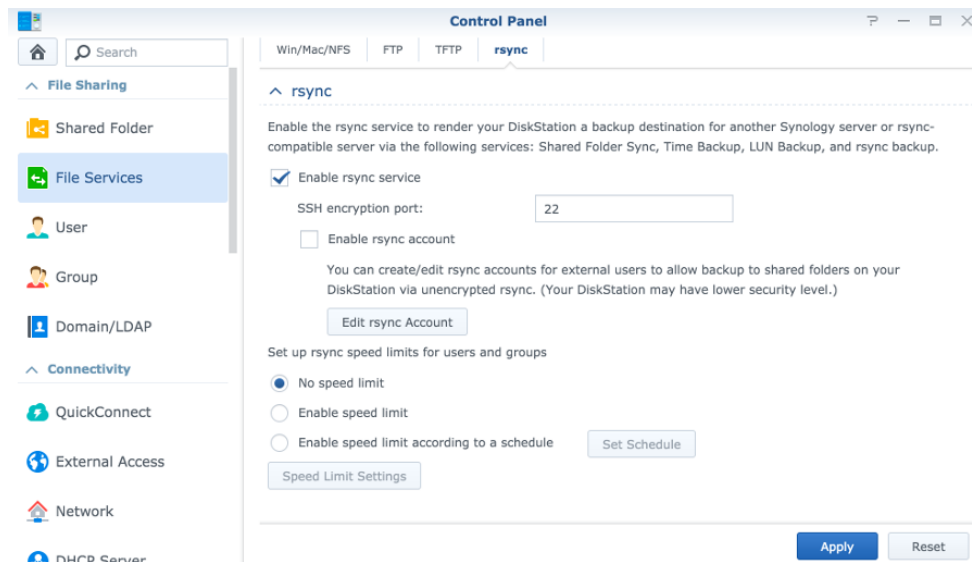 Control Panel
Search
Win/Mac/NFS FTP TFTP rsync
File Sharing
Shared Folder
File Services
User
Group
Domain/LDAP
Connectivity
QuickConnect
External Access
Network
DHCP Server
rsync
Enable the rsync service to render your DiskStation a backup destination for another Synology server or rsync-
compatible server via the following services: Shared Folder Sync, Time Backup, LUN Backup, and rsync backup.
Enable rsync service
SSH encryption port: 22
Enable rsync account
You can create/edit rsync accounts for external users to allow backup to shared folders on your
DiskStation via unencrypted rsync. (Your DiskStation may have lower security level.)
Edit rsync Account
Set up rsync speed limits for users and groups
No speed limit
Enable speed limit
Enable speed limit according to a schedule Set Schedule
Speed Limit Settings
Apply Reset